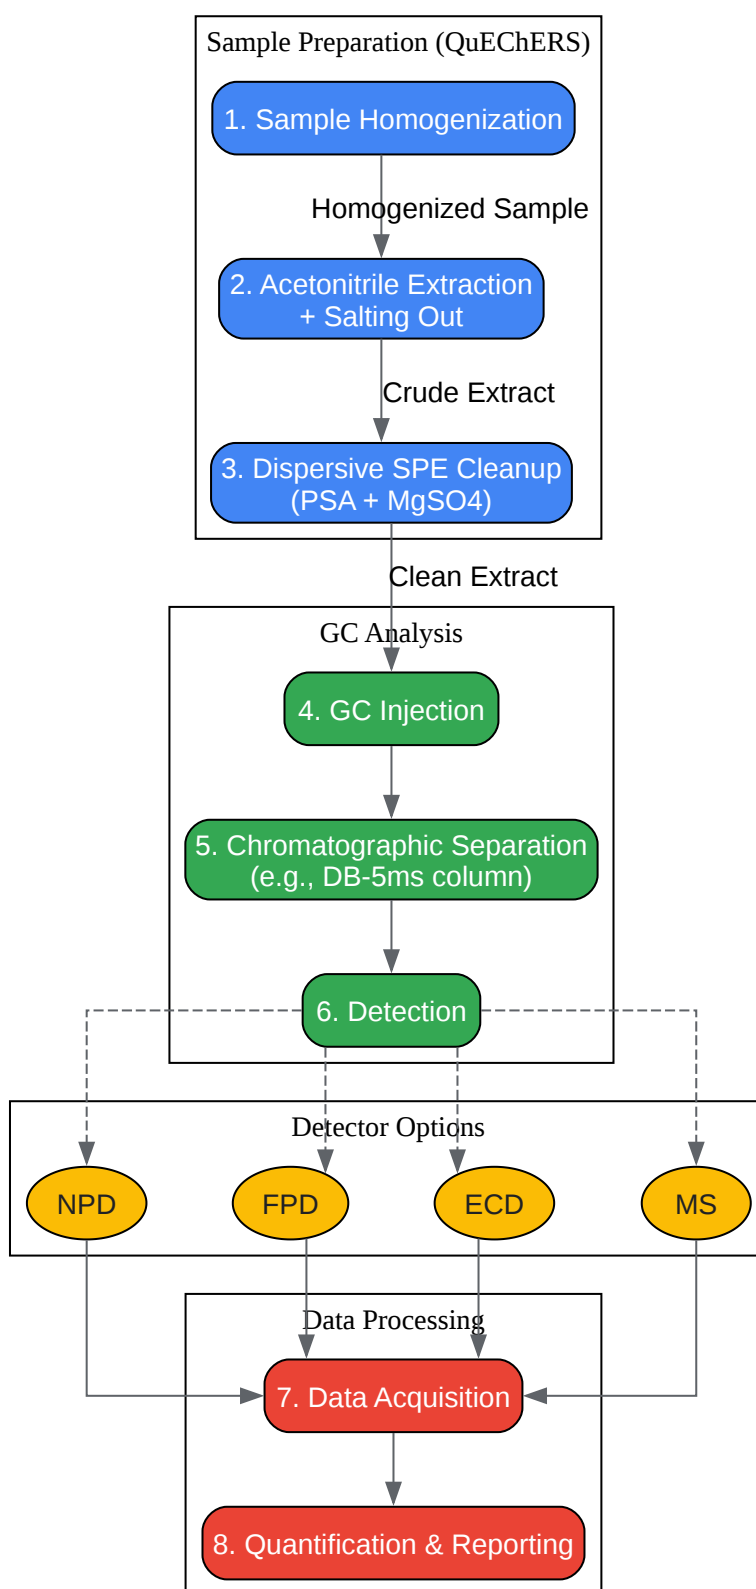 Sample Preparation (QuEChERS)
1. Sample Homogenization
Homogenized Sample
2. Acetonitrile Extraction
+ Salting Out
Crude Extract
3. Dispersive SPE Cleanup
(PSA + MgSO4)
Clean Extract
GC Analysis
4. GC Injection
5. Chromatographic Separation
(e.g., DB-5ms column)
6. Detection
Detector Options
NPD
FPD
ECD
MS
Data Processing
7. Data Acquisition
8. Quantification & Reporting